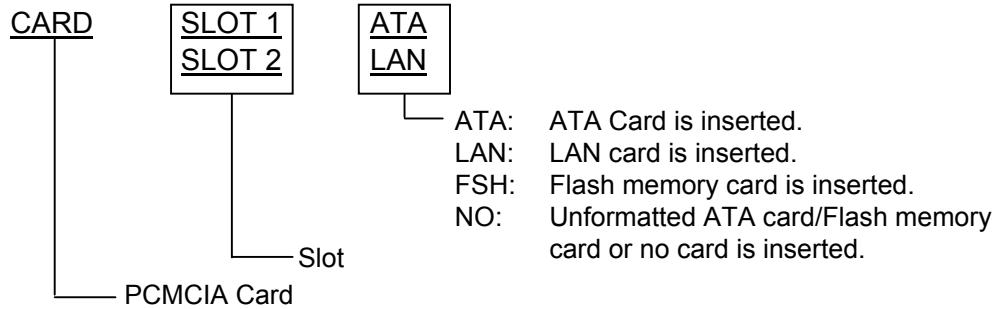 CARD SLOT 1 ATA
SLOT 2 LAN
ATA: ATA Card is inserted.
LAN: LAN card is inserted.
FSH: Flash memory card is inserted.
NO: Unformatted ATA card/Flash memory
card or no card is inserted.
Slot
PCMCIA Card